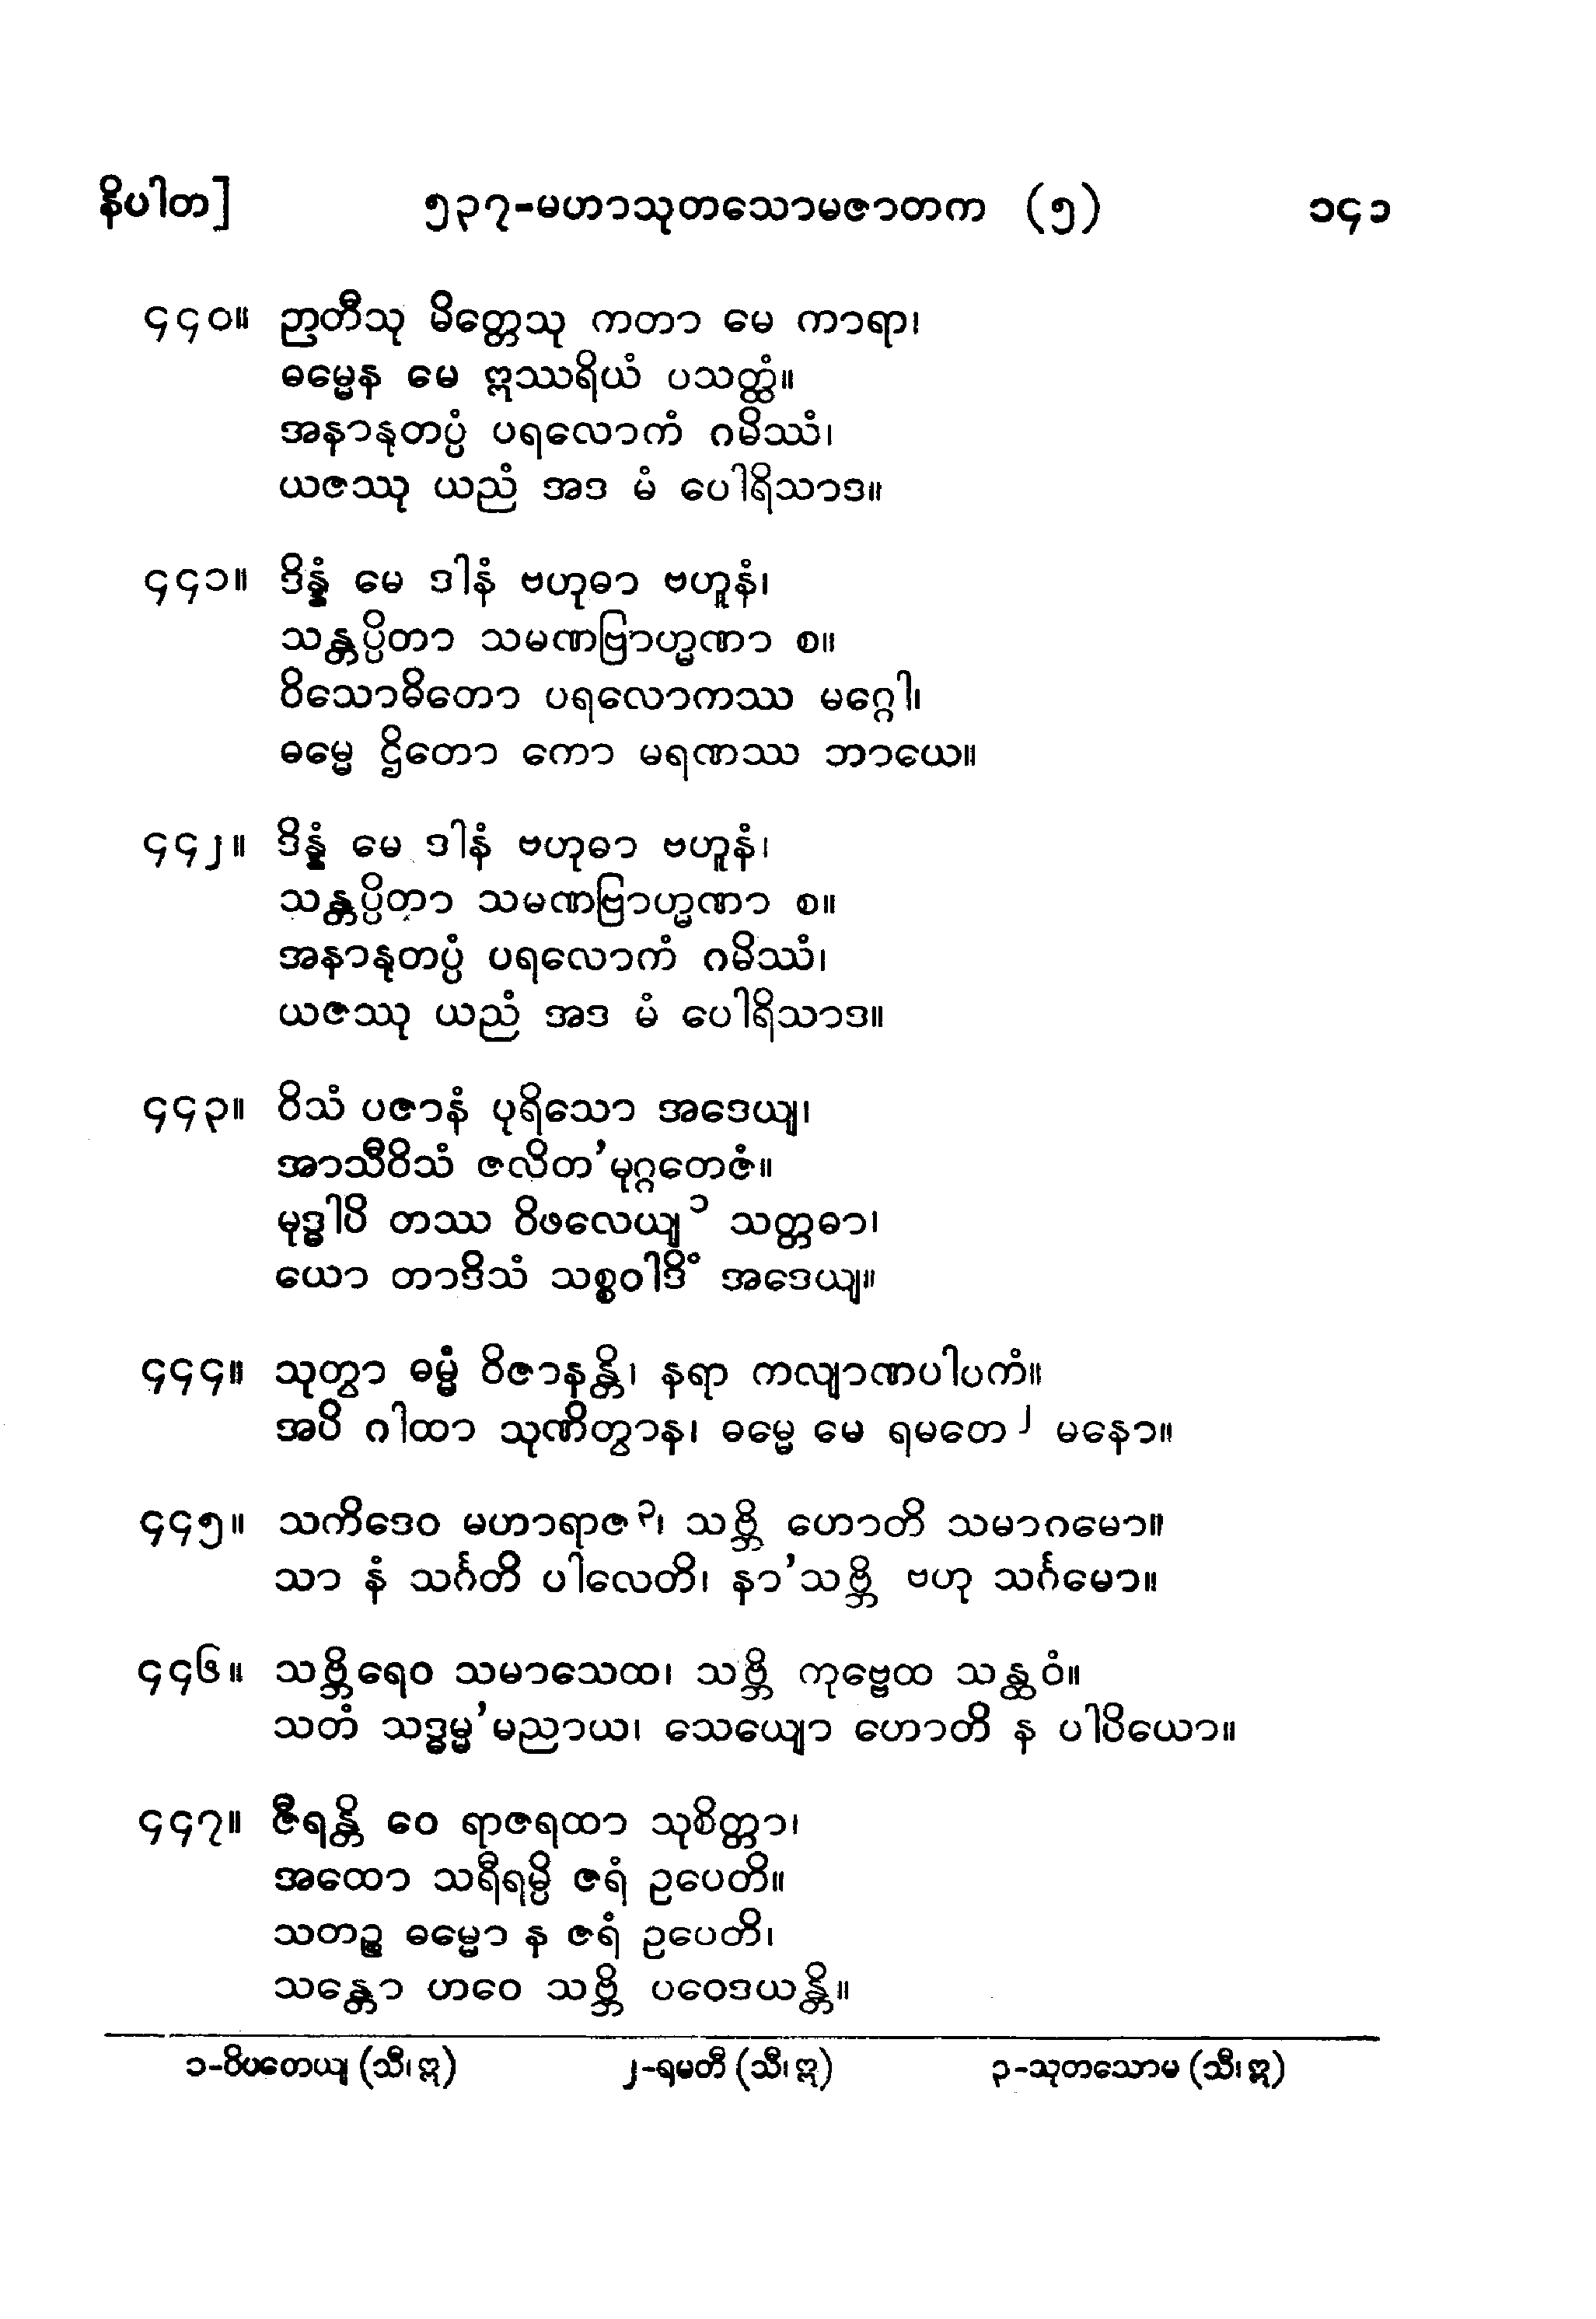 နိပါတ]	၅၃၇-မဟာသုတသောမဇာတက (၅)	၁၄၁
၄၄၀။ ဉာတီသု မိတ္တေသု ကတာ မေ ကာရာ၊
ဓမ္မေန မေ ဣဿရိယံ ပသတ္ထံ။
အနာနုတပ္ပံ ပရလောကံ ဂမိဿံ၊
ယဇဿု ယညံ အဒ မံ ပေါရိသာဒ။
၄၄၁။ ဒိန္နံ မေ ဒါနံ ဗဟုဓာ ဗဟူနံ၊
သန္တပ္ပိတာ သမဏဗြာဟ္မဏာ စ။
ဝိသောဓိတော ပရလောကဿ မဂ္ဂေါ၊
ဓမ္မေ ဌိတော ကော မရဏဿ ဘာယေ။
၄၄၂။ ဒိန္နံ မေ ဒါနံ ဗဟုဓာ ဗဟူနံ၊
သန္တပ္ပိတာ သမဏဗြာဟ္မဏာ စ။
အနာနုတပ္ပံ ပရလောကံ ဂမိဿံ၊
ယဇဿု ယညံ အဒ မံ ပေါရိသာဒ။
၄၄၃။ ဝိသံ ပဇာနံ ပုရိသော အဒေယျ၊
အာသီဝိသံ ဇလိတ’မုဂ္ဂတေဇံ။
မုဒ္ဓါပိ တဿ ဝိဖလေယျ ၁ သတ္တဓာ၊
ယော တာဒိသံ သစ္စဝါဒိံ အဒေယျ။
၄၄၄။ သုတွာ ဓမ္မံ ဝိဇာနန္တိ၊ နရာ ကလျာဏပါပကံ။
အပိ ဂါထာ သုဏိတွာန၊ ဓမ္မေ မေ ရမတေ ၂ မနော။
၄၄၅။ သကိဒေဝ မဟာရာဇ ၃၊ သဗ္ဘိ ဟောတိ သမာဂမော။
သာ နံ သင်္ဂတိ ပါလေတိ၊ နာ’သဗ္ဘိ ဗဟု သင်္ဂမော။
၄၄၆။ သဗ္ဘိရေဝ သမာသေထ၊ သဗ္ဘိ ကုဗ္ဗေထ သန္ထဝံ။
သတံ သဒ္ဓမ္မ’မညာယ၊ သေယျော ဟောတိ န ပါပိယော။
၄၄၇။ ဇီရန္တိ ဝေ ရာဇရထာ သုစိတ္တာ၊
အထော သရီရမ္ပိ ဇရံ ဥပေတိ။
သတဉ္စ ဓမ္မော န ဇရံ ဥပေတိ၊
သန္တော ဟဝေ သဗ္ဘိ ပဝေဒယန္တိ။
၁-ဝိပတေယျ (သီ၊ ဣ)	၂-ရမတီ (သီ၊ ဣ)	၃-သုတသောမ (သီ၊ ဣ)